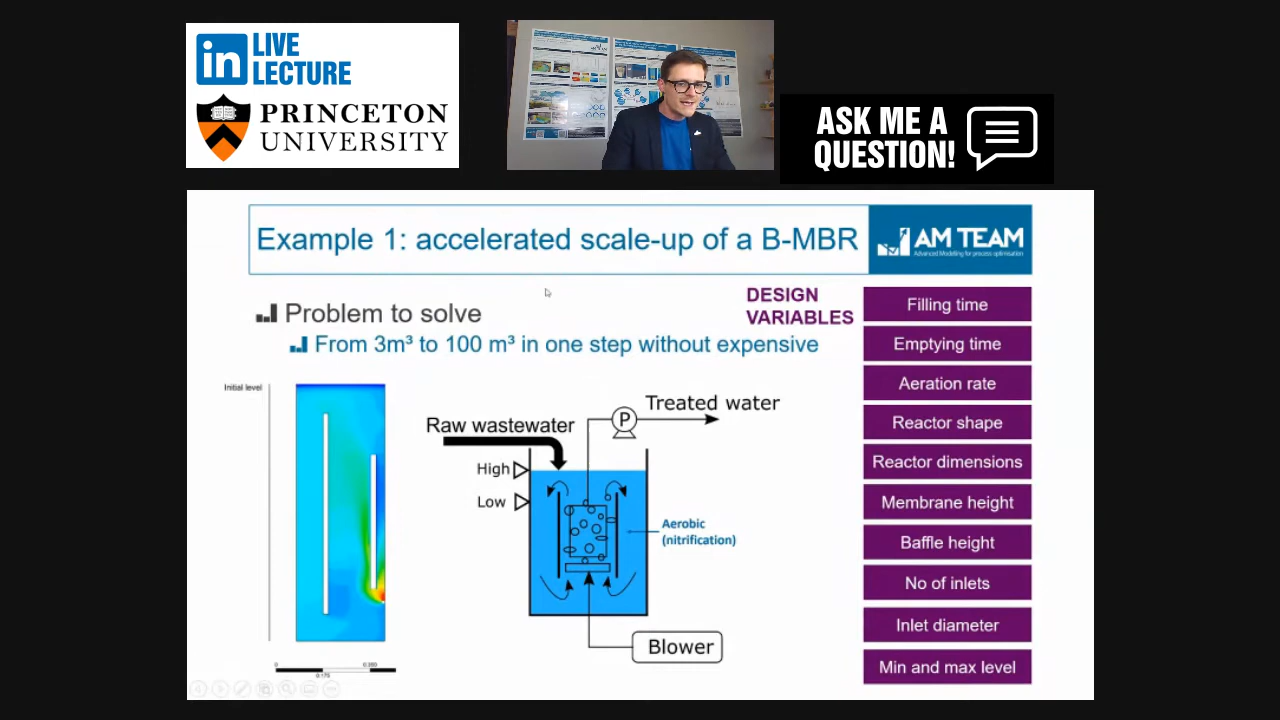 in LIVE
LECTURE
PRINCETON
UNIVERSITY
ASK ME A
QUESTION!
Example 1: accelerated scale-up of a B-MBR
AM TEAM
Advanced Modelling for process optimisation
Problem to solve
From 3m³ to 100 m³ in one step without expensive
DESIGN
VARIABLES
Filling time
Emptying time
Aeration rate
Reactor shape
Reactor dimensions
Membrane height
Baffle height
No of inlets
Inlet diameter
Min and max level
Initial level
Raw wastewater
Treated water
P
High
Low
Aerobic
(nitrification)
Blower
0